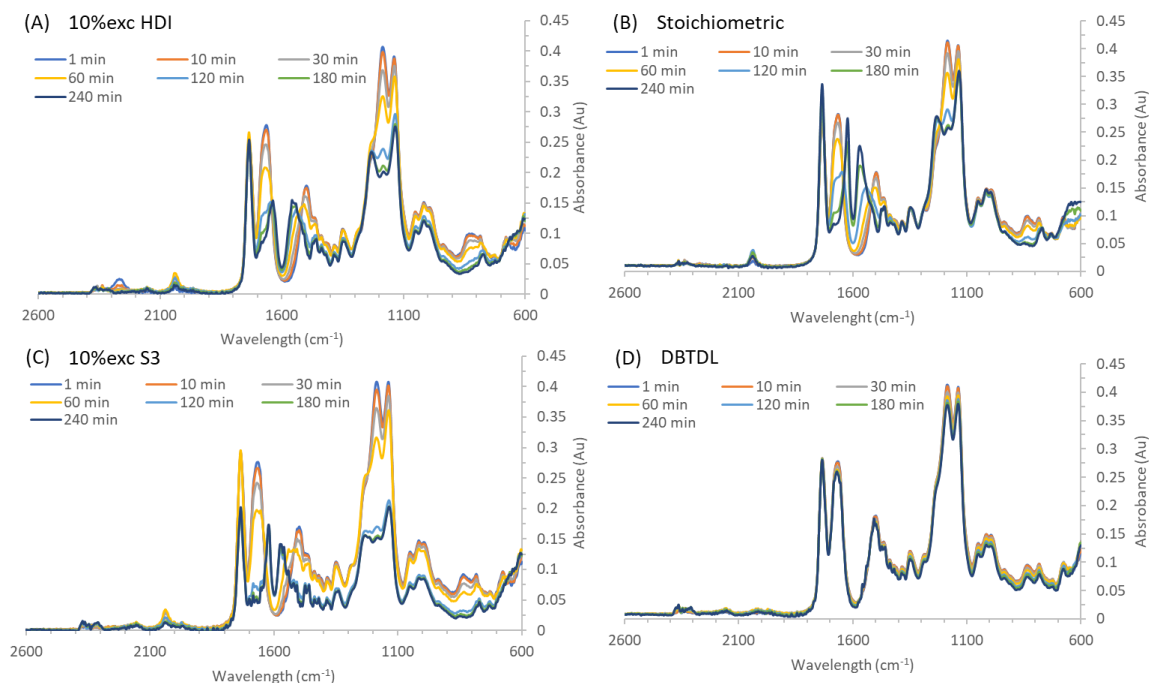 (A) 10%exc HDI
1 min 10 min 30 min
60 min 120 min 180 min
240 min
0.45
0.4
0.35
0.3
0.25
0.2
0.15
0.1
0.05
0
Absorbance (Au)
2600 2100 1600 1100 600
Wavelength (cm-1)
(B) Stoichiometric
1 min 10 min 30 min
60 min 120 min 180 min
240 min
0.45
0.4
0.35
0.3
0.25
0.2
0.15
0.1
0.05
0
Absorbance (Au)
2600 2100 1600 1100 600
Wavelenght (cm-1)
(C) 10%exc S3
1 min 10 min 30 min
60 min 120 min 180 min
240 min
0.45
0.4
0.35
0.3
0.25
0.2
0.15
0.1
0.05
0
Absorbance (Au)
2600 2100 1600 1100 600
Wavelength (cm-1)
(D) DBTDL
1 min 10 min 30 min
60 min 120 min 180 min
240 min
0.45
0.4
0.35
0.3
0.25
0.2
0.15
0.1
0.05
0
Absrobance (Au)
2600 2100 1600 1100 600
Wavelength (cm-1)